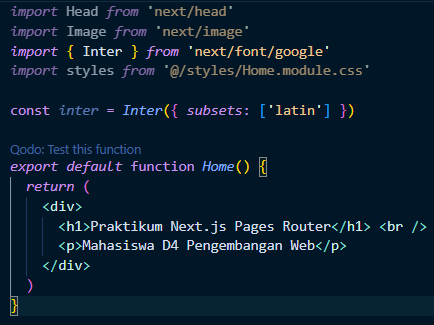 import Head from 'next/head'
import Image from 'next/image'
import { Inter } from 'next/font/google'
import styles from '@/styles/Home.module.css'
const inter = Inter({ subsets: ['latin'] })
Qodo: Test this function
export default function Home() {
  return (
    <div>
      <h1>Praktikum Next.js Pages Router</h1> <br />
      <p>Mahasiswa D4 Pengembangan Web</p>
    </div>
  )
}